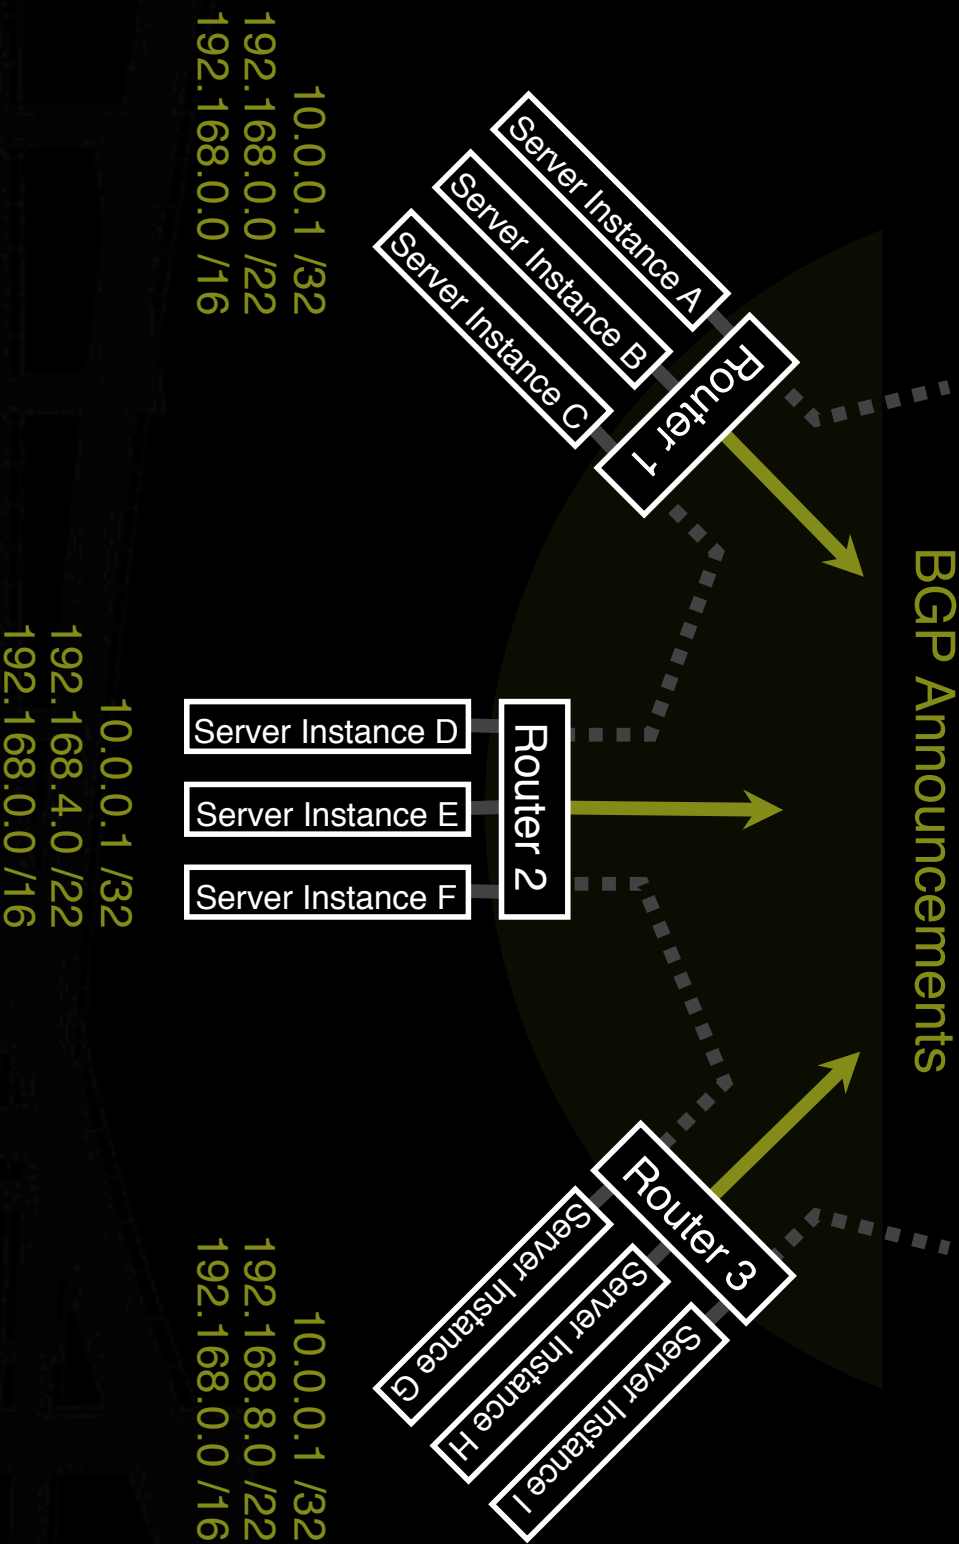 BGP Announcements
10.0.0.1 /32
192.168.0.0 /22
192.168.0.0 /16
Server Instance A
Server Instance B
Server Instance C
Router 1
10.0.0.1 /32
192.168.4.0 /22
192.168.0.0 /16
Server Instance D
Server Instance E
Server Instance F
Router 2
10.0.0.1 /32
192.168.8.0 /22
192.168.0.0 /16
Server Instance G
Server Instance H
Server Instance I
Router 3